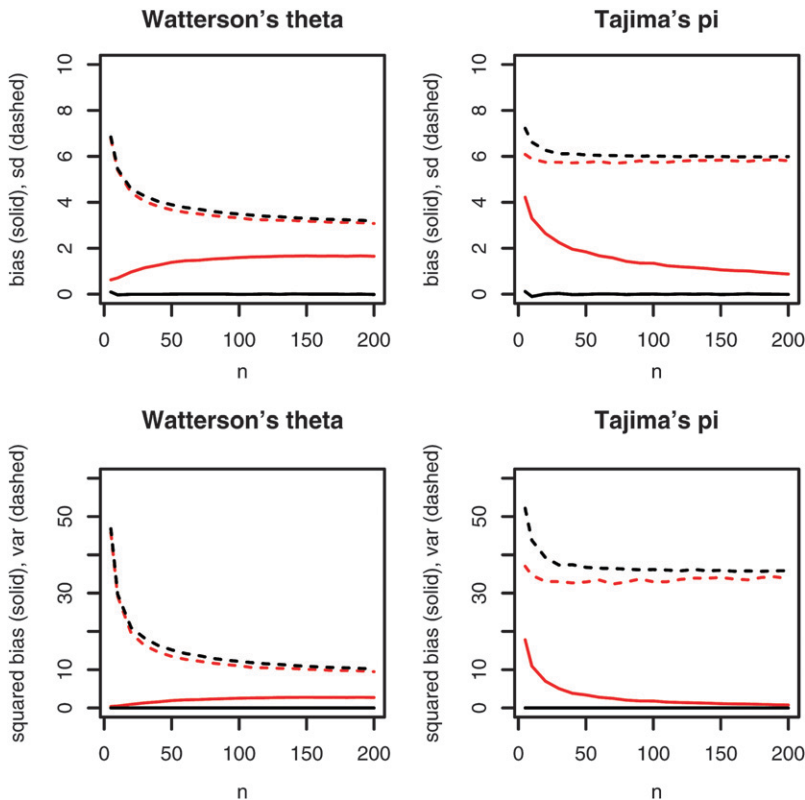 Watterson's theta
bias (solid), sd (dashed)
10
8
6
4
2
0
0 50 100 150 200
n
Tajima's pi
bias (solid), sd (dashed)
10
8
6
4
2
0
0 50 100 150 200
n
Watterson's theta
squared bias (solid), var (dashed)
50
30
10
0
0 50 100 150 200
n
Tajima's pi
squared bias (solid), var (dashed)
50
30
10
0
0 50 100 150 200
n